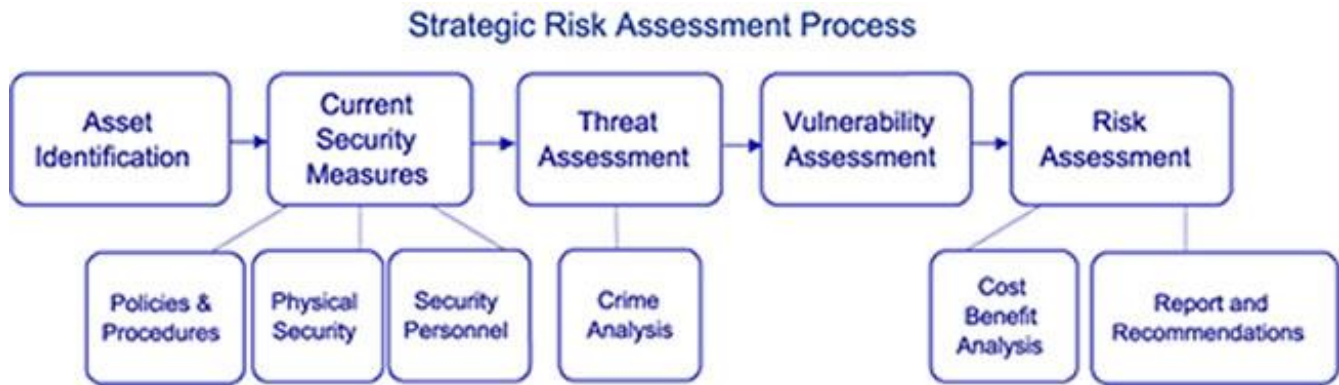 Strategic Risk Assessment Process
Asset
Identification
Current
Security
Measures
Threat
Assessment
Vulnerability
Assessment
Risk
Assessment
Policies &
Procedures
Physical
Security
Security
Personnel
Crime
Analysis
Cost
Benefit
Analysis
Report and
Recommendations